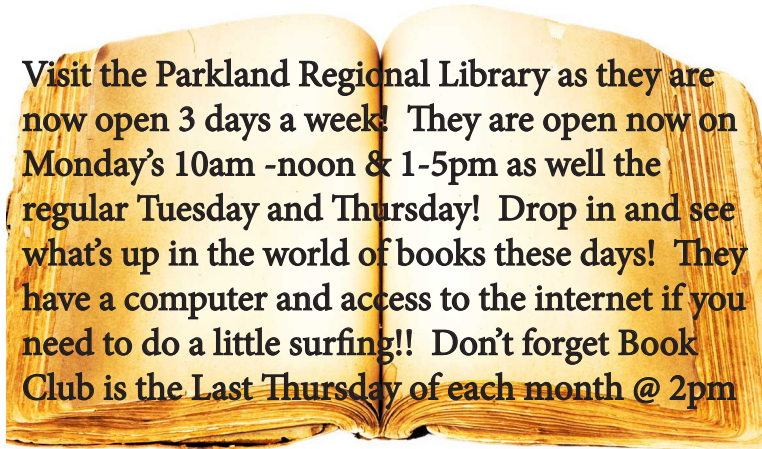 Visit the Parkland Regional Library as they are
now open 3 days a week!  They are open now on
Monday’s 10am -noon & 1-5pm as well the
regular Tuesday and Thursday!  Drop in and see
what’s up in the world of books these days!  They
have a computer and access to the internet if you
need to do a little surfing!!  Don’t forget Book
Club is the Last Thursday of each month @ 2pm